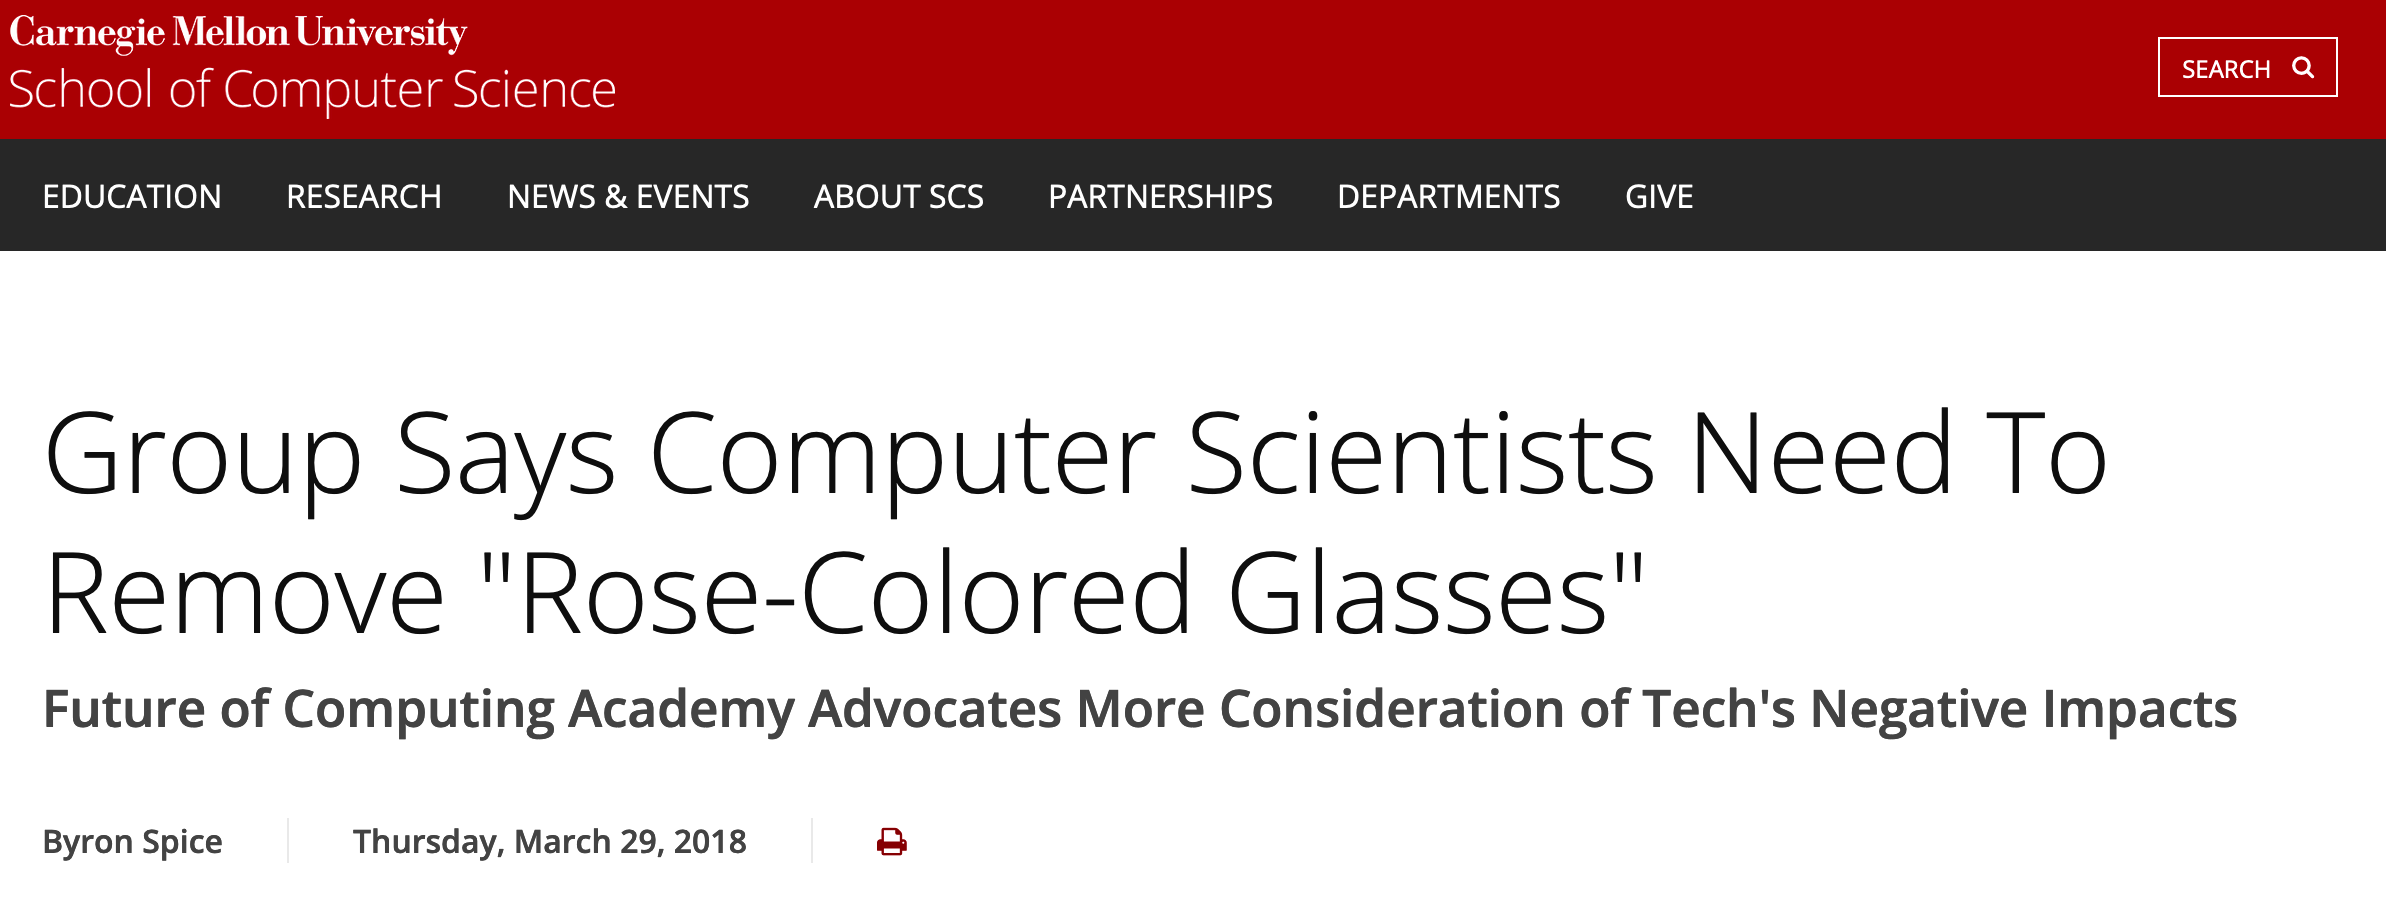 Carnegie Mellon University
School of Computer Science
SEARCH
EDUCATION RESEARCH NEWS & EVENTS ABOUT SCS PARTNERSHIPS DEPARTMENTS GIVE
Group Says Computer Scientists Need To
Remove "Rose-Colored Glasses"
Future of Computing Academy Advocates More Consideration of Tech's Negative Impacts
Byron Spice Thursday, March 29, 2018